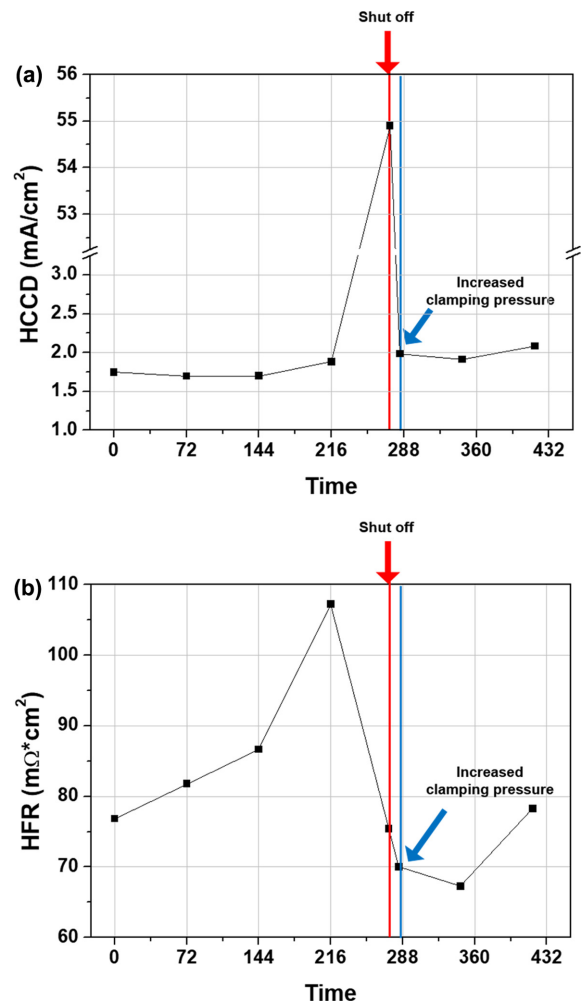 Shut off
(a)
56
55
54
53
3.0
2.5
2.0
1.5
1.0
HCCD (mA/cm²)
Increased
clamping pressure
0 72 144 216 288 360 432
Time
Shut off
(b)
110
100
90
80
70
60
HFR (mΩ*cm²)
Increased
clamping pressure
0 72 144 216 288 360 432
Time